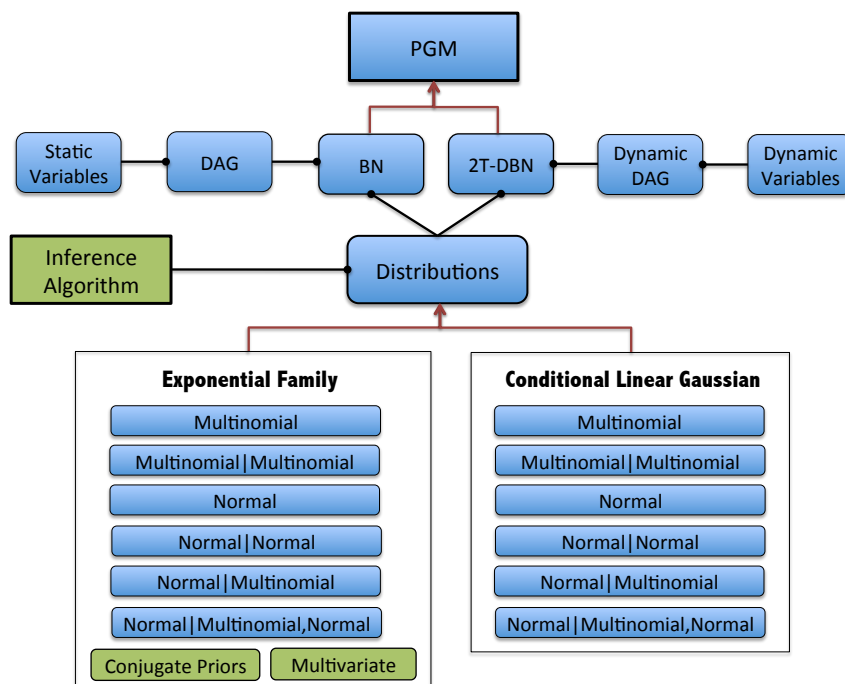 PGM
Static
Variables
DAG
BN
2T-DBN
Dynamic
DAG
Dynamic
Variables
Inference
Algorithm
Distributions
Exponential Family
Multinomial
Multinomial|Multinomial
Normal
Normal|Normal
Normal|Multinomial
Normal|Multinomial,Normal
Conjugate Priors
Multivariate
Conditional Linear Gaussian
Multinomial
Multinomial|Multinomial
Normal
Normal|Normal
Normal|Multinomial
Normal|Multinomial,Normal